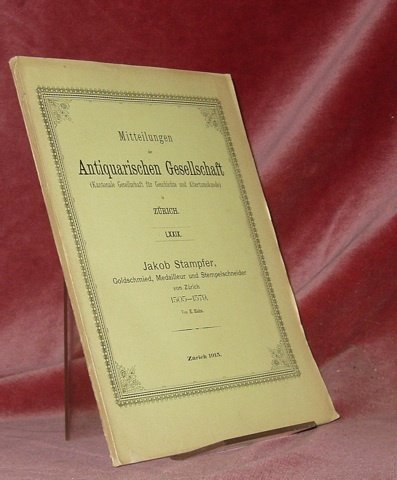 Mitteilungen
der
Antiquarischen Gesellschaft
(Kantonale Gesellschaft für Geschichte und Altertumskunde)
in
ZÜRICH.
LXXIX.
Jakob Stampfer,
Goldschmied, Medailleur und Stempelschneider
von Zürich
1505—1579.
Von E. Hahn.
Zürich 1915.